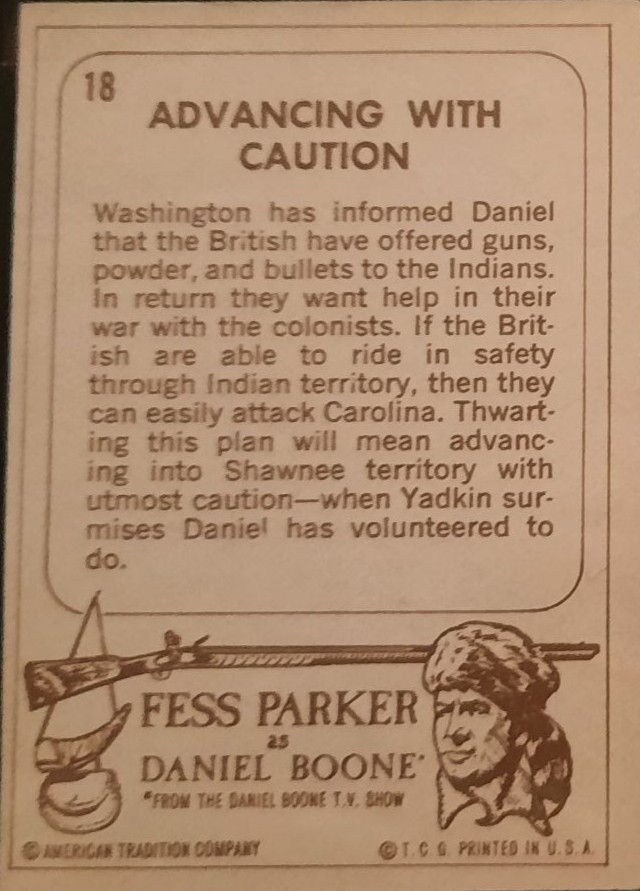 18
ADVANCING WITH
CAUTION
Washington has informed Daniel
that the British have offered guns,
powder, and bullets to the Indians.
In return they want help in their
war with the colonists. If the Brit-
ish are able to ride in safety
through Indian territory, then they
can easily attack Carolina. Thwart-
ing this plan will mean advanc-
ing into Shawnee territory with
utmost caution—when Yadkin sur-
mises Daniel has volunteered to
do.
FESS PARKER
as
DANIEL BOONE*
*FROM THE DANIEL BOONE T.V. SHOW
© AMERICAN TRADITION COMPANY
© T.C.G. PRINTED IN U.S.A.